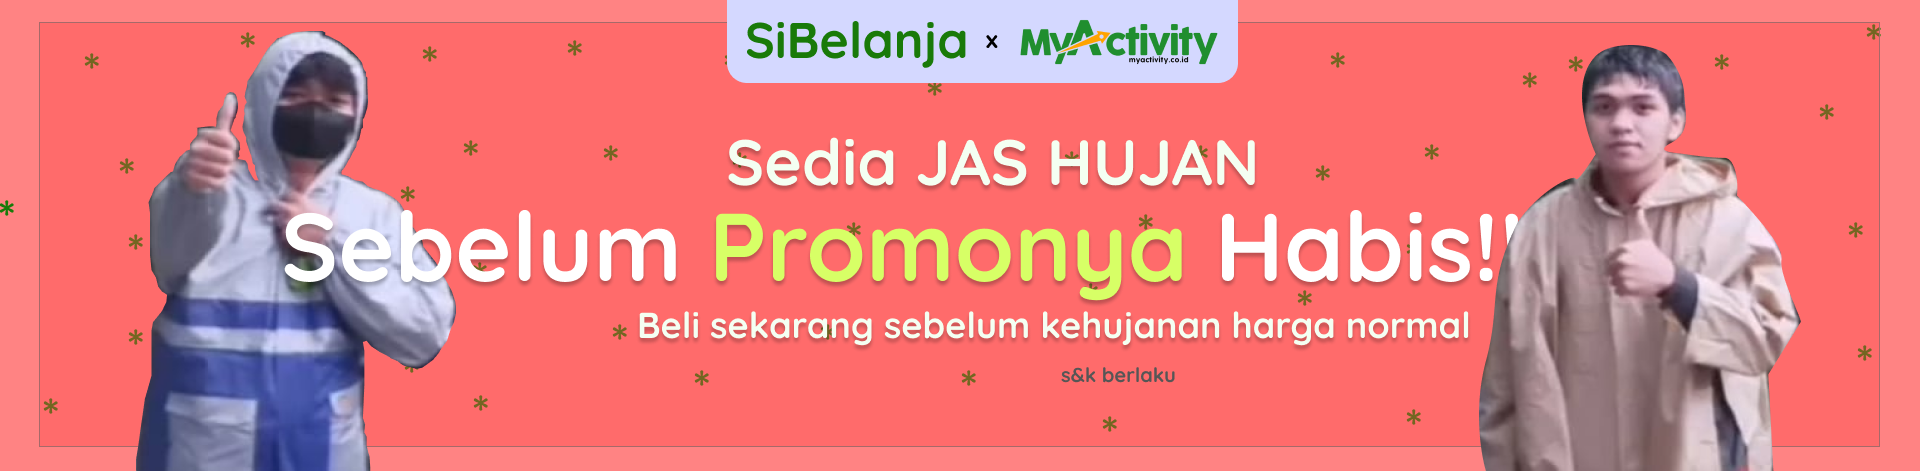 SiBelanja x MyActivity
myactivity.co.id
Sedia JAS HUJAN
Sebelum Promonya Habis!!
Beli sekarang sebelum kehujanan harga normal
s&k berlaku